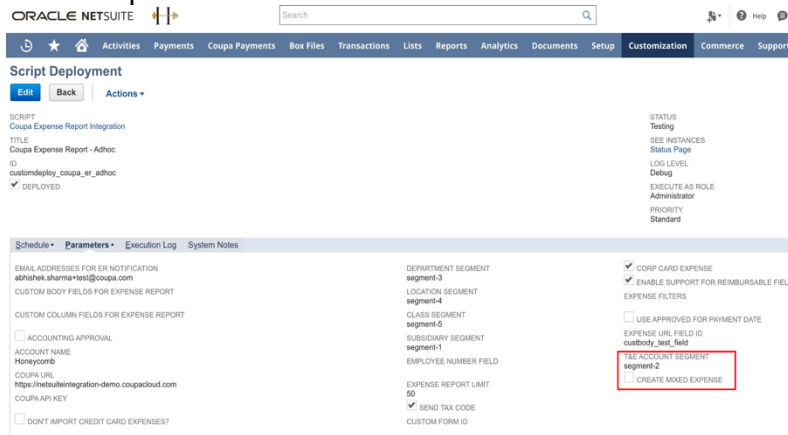 ORACLE NETSUITE
Search
Help
Activities Payments Coupa Payments Box Files Transactions Lists Reports Analytics Documents Setup Customization Commerce Support
Script Deployment
Edit Back Actions
SCRIPT
Coupa Expense Report Integration
TITLE
Coupa Expense Report - Adhoc
ID
customdeploy_coupa_er_adhoc
DEPLOYED
STATUS
Testing
SEE INSTANCES
Status Page
LOG LEVEL
Debug
EXECUTE AS ROLE
Administrator
PRIORITY
Standard
Schedule • Parameters • Execution Log System Notes
EMAIL ADDRESSES FOR ER NOTIFICATION
abhishek.sharma+test@coupa.com
CUSTOM BODY FIELDS FOR EXPENSE REPORT
CUSTOM COLUMN FIELDS FOR EXPENSE REPORT
ACCOUNTING APPROVAL
ACCOUNT NAME
Honeycomb
COUPA URL
https://netsuiteintegration-demo.coupacloud.com
COUPA API KEY
DON'T IMPORT CREDIT CARD EXPENSES?
DEPARTMENT SEGMENT
segment-3
LOCATION SEGMENT
segment-4
CLASS SEGMENT
segment-5
SUBSIDIARY SEGMENT
segment-1
EMPLOYEE NUMBER FIELD
EXPENSE REPORT LIMIT
50
SEND TAX CODE
CUSTOM FORM ID
CORP CARD EXPENSE
ENABLE SUPPORT FOR REIMBURSABLE FIEL
EXPENSE FILTERS
USE APPROVED FOR PAYMENT DATE
EXPENSE URL FIELD ID
custbody_test_field
T&E ACCOUNT SEGMENT
segment-2
CREATE MIXED EXPENSE